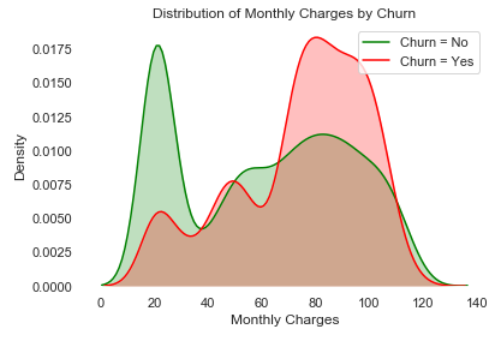 Distribution of Monthly Charges by Churn
Churn = No
Churn = Yes
Density
0.0175
0.0150
0.0125
0.0100
0.0075
0.0050
0.0025
0.0000
0 20 40 60 80 100 120 140
Monthly Charges